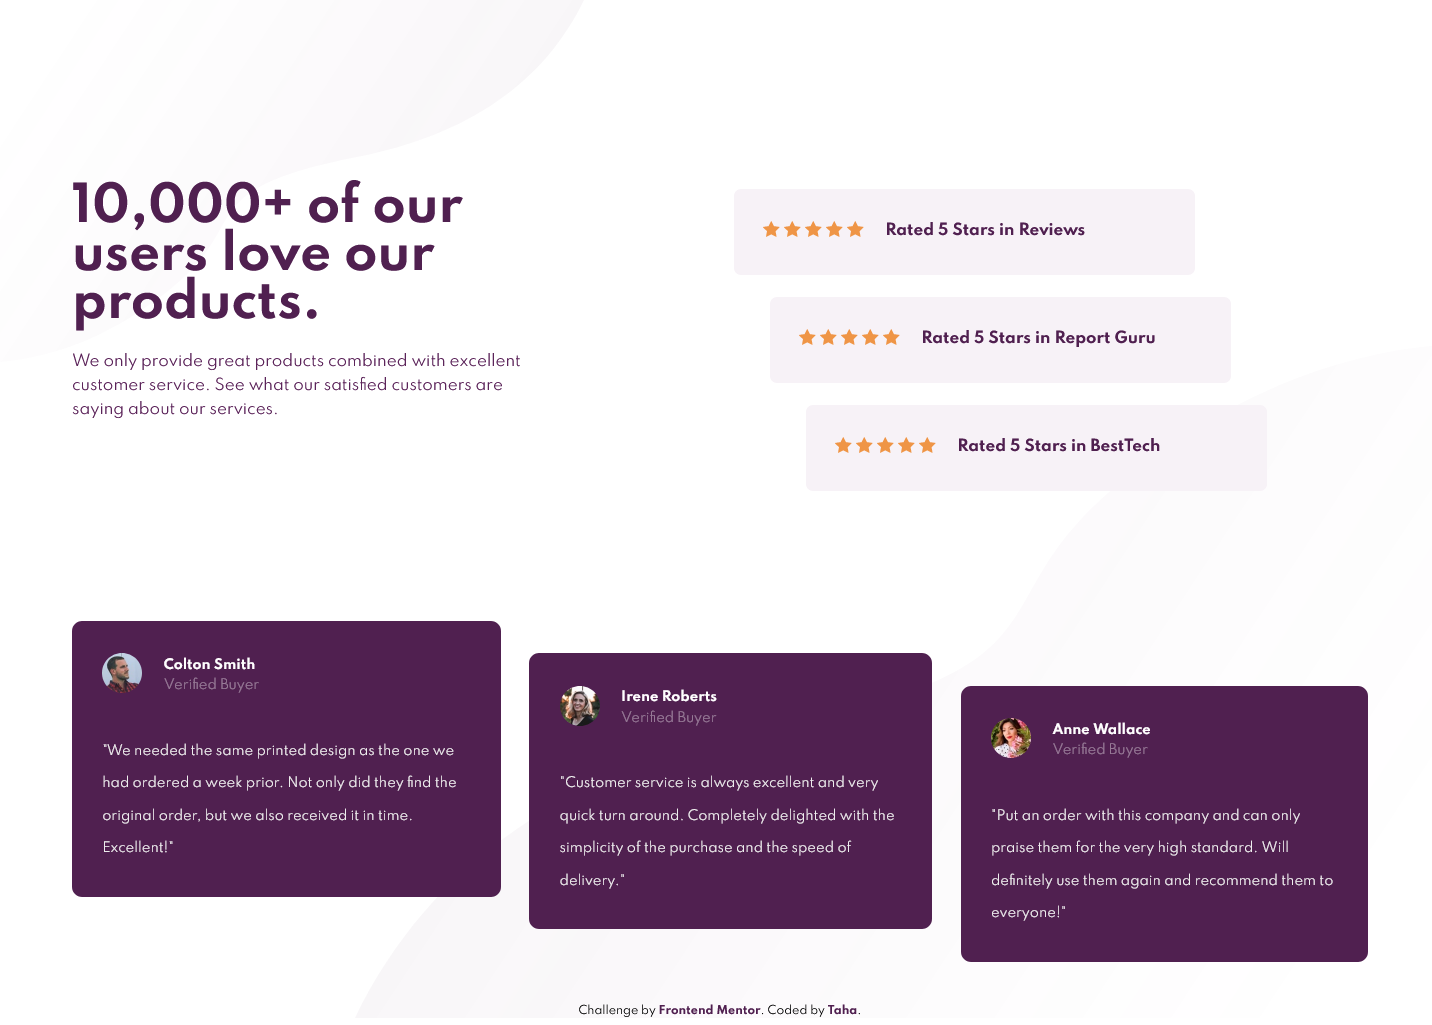 10,000+ of our
users love our
products.
We only provide great products combined with excellent
customer service. See what our satisfied customers are
saying about our services.
Rated 5 Stars in Reviews
Rated 5 Stars in Report Guru
Rated 5 Stars in BestTech
Colton Smith
Verified Buyer
"We needed the same printed design as the one we
had ordered a week prior. Not only did they find the
original order, but we also received it in time.
Excellent!"
Irene Roberts
Verified Buyer
"Customer service is always excellent and very
quick turn around. Completely delighted with the
simplicity of the purchase and the speed of
delivery."
Anne Wallace
Verified Buyer
"Put an order with this company and can only
praise them for the very high standard. Will
definitely use them again and recommend them to
everyone!"
Challenge by Frontend Mentor. Coded by Taha.